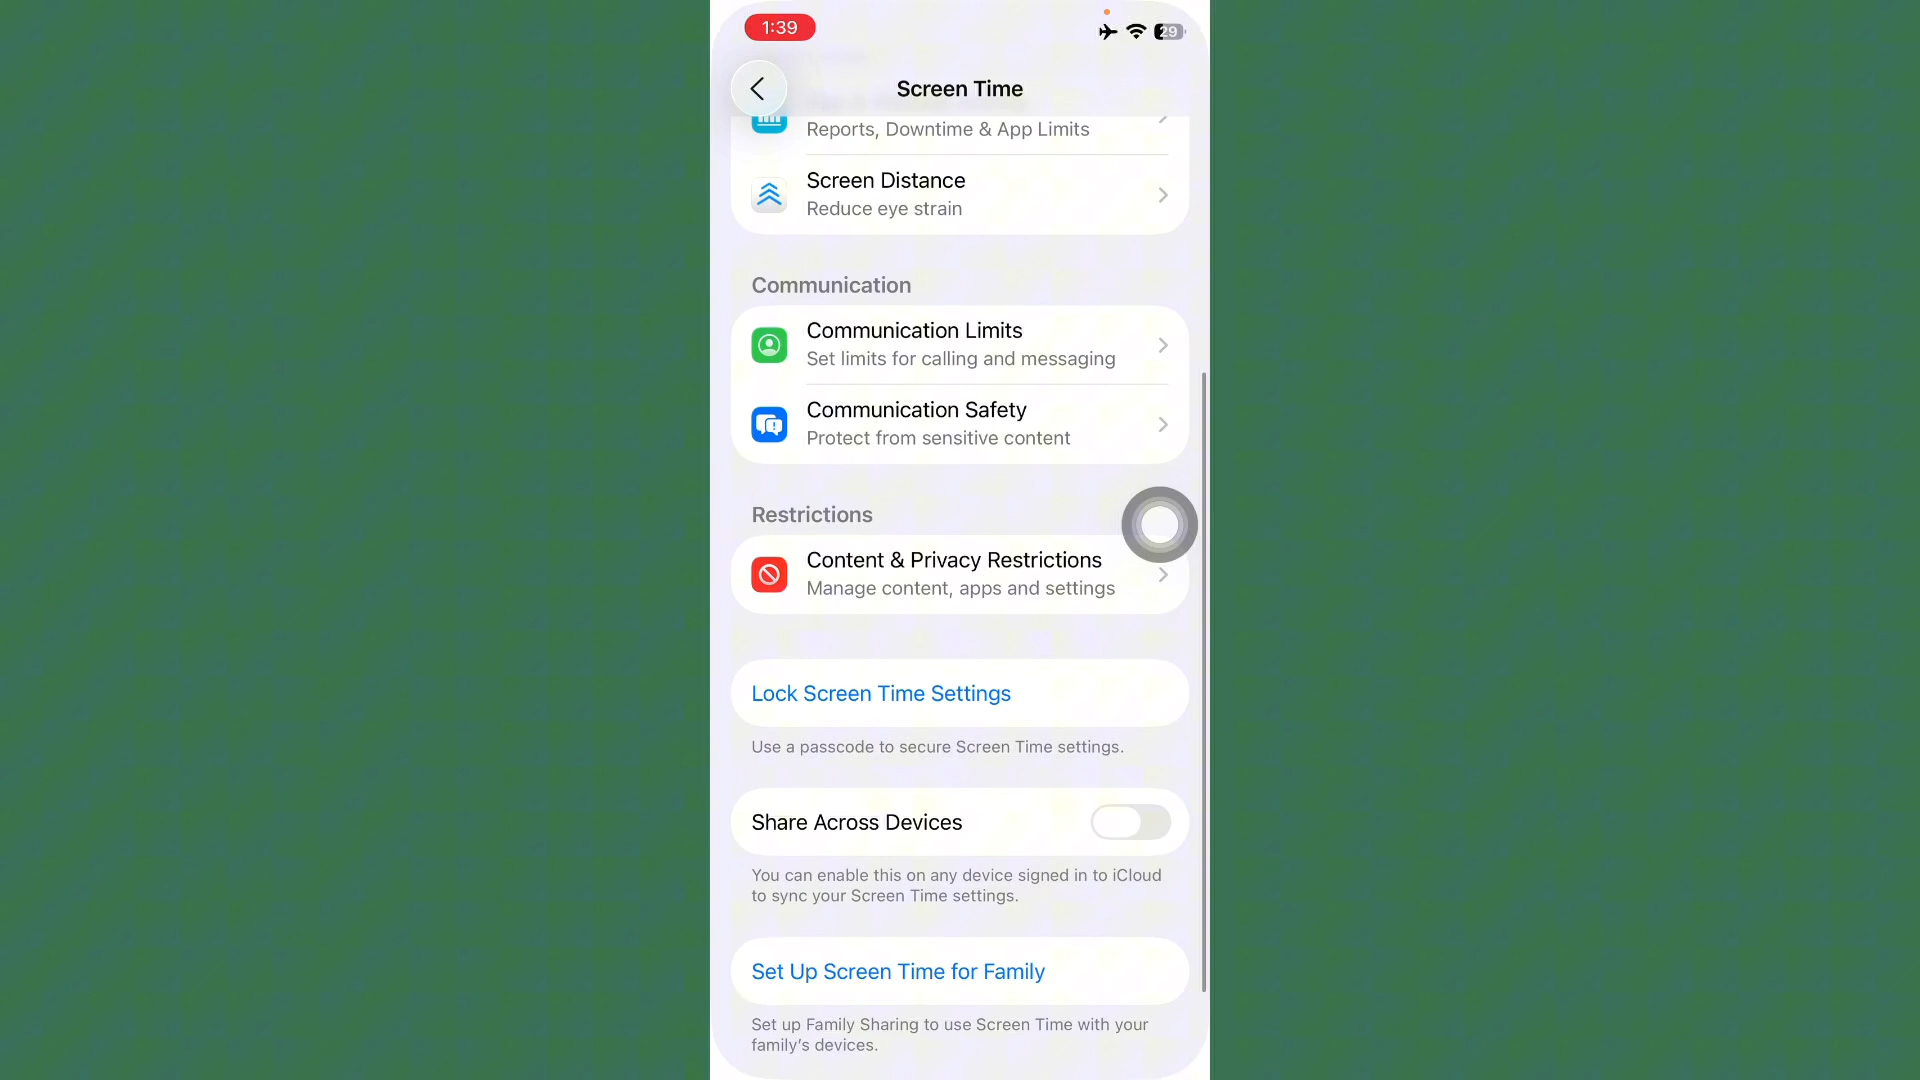 1:39
29
Screen Time
Reports, Downtime & App Limits
Screen Distance
Reduce eye strain
Communication
Communication Limits
Set limits for calling and messaging
Communication Safety
Protect from sensitive content
Restrictions
Content & Privacy Restrictions
Manage content, apps and settings
Lock Screen Time Settings
Use a passcode to secure Screen Time settings.
Share Across Devices
You can enable this on any device signed in to iCloud
to sync your Screen Time settings.
Set Up Screen Time for Family
Set up Family Sharing to use Screen Time with your
family’s devices.